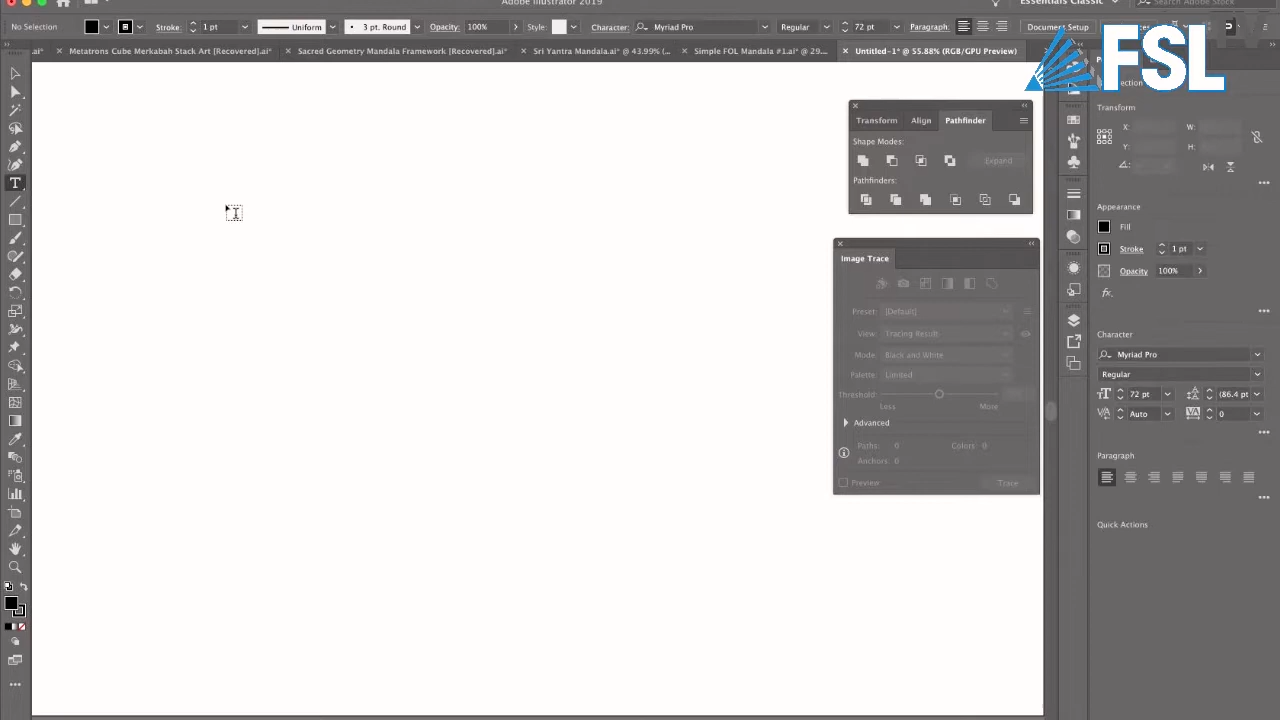 Adobe Illustrator 2019
Essentials Classic
Search Adobe Stock
No Selection
Stroke: 1 pt
Uniform
3 pt. Round
Opacity: 100%
Style:
Character: Myriad Pro
Regular
72 pt
Paragraph:
Document Setup
.ai*
Metatrons Cube Merkabah Stack Art [Recovered].ai*
Sacred Geometry Mandala Framework [Recovered].ai*
Sri Yantra Mandala.ai* @ 43.99% (...
Simple FOL Mandala #1.ai* @ 29....
Untitled-1* @ 55.88% (RGB/GPU Preview)
FSL
Transform
Align
Pathfinder
Shape Modes:
Expand
Pathfinders:
Image Trace
Preset: [Default]
View: Tracing Result
Mode: Black and White
Palette: Limited
Threshold:
Less
More
Advanced
Paths: 0
Colors: 0
Anchors: 0
Preview
Trace
Transform
X:
W:
Y:
H:
Appearance
Fill
Stroke
1 pt
Opacity
100%
fx.
Character
Myriad Pro
Regular
72 pt
(86.4 pt
Auto
0
Paragraph
Quick Actions